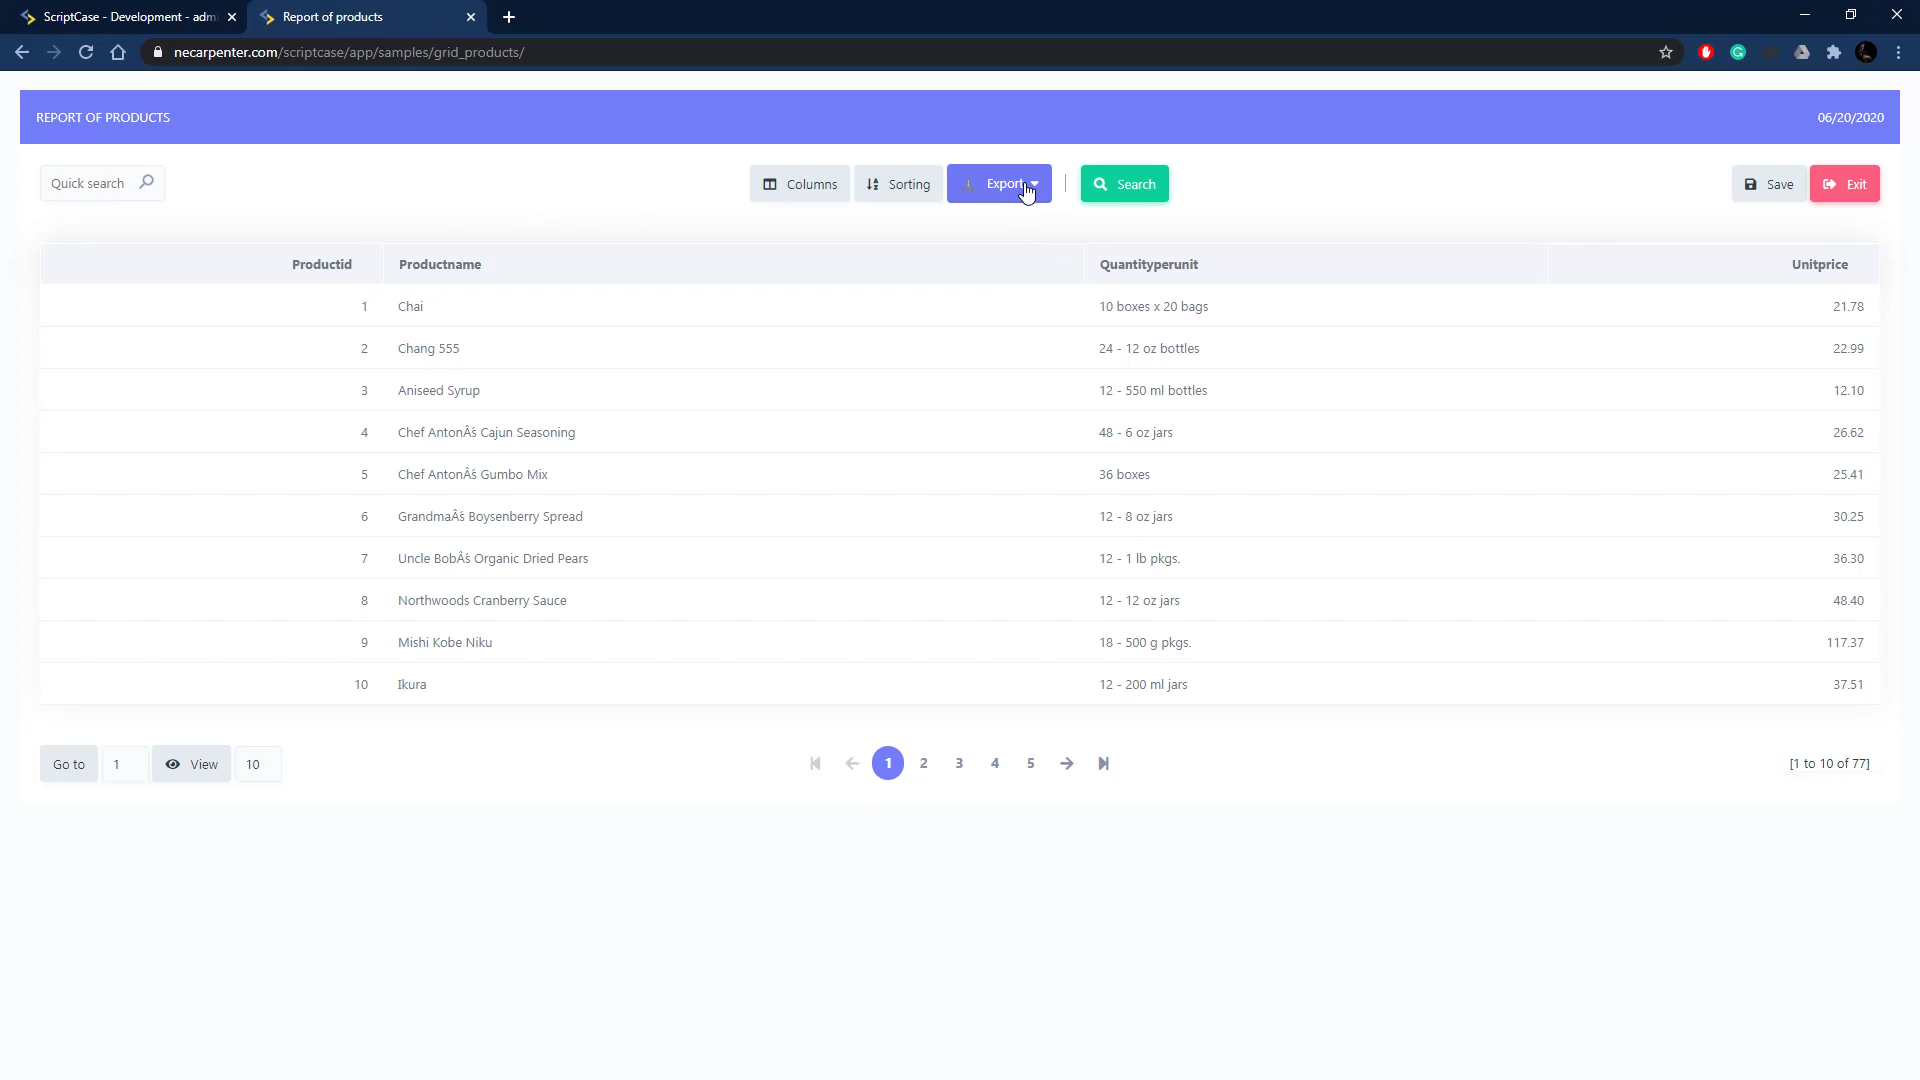 ScriptCase - Development - adm
Report of products
necarpenter.com/scriptcase/app/samples/grid_products/
REPORT OF PRODUCTS
06/20/2020
Quick search
Columns
Sorting
Export
Search
Save
Exit
Productid Productname Quantityperunit Unitprice
1 Chai 10 boxes x 20 bags 21.78
2 Chang 555 24 - 12 oz bottles 22.99
3 Aniseed Syrup 12 - 550 ml bottles 12.10
4 Chef AntonÂ´s Cajun Seasoning 48 - 6 oz jars 26.62
5 Chef AntonÂ´s Gumbo Mix 36 boxes 25.41
6 GrandmaÂ´s Boysenberry Spread 12 - 8 oz jars 30.25
7 Uncle BobÂ´s Organic Dried Pears 12 - 1 lb pkgs. 36.30
8 Northwoods Cranberry Sauce 12 - 12 oz jars 48.40
9 Mishi Kobe Niku 18 - 500 g pkgs. 117.37
10 Ikura 12 - 200 ml jars 37.51
Go to 1 View 10
1 2 3 4 5
[1 to 10 of 77]